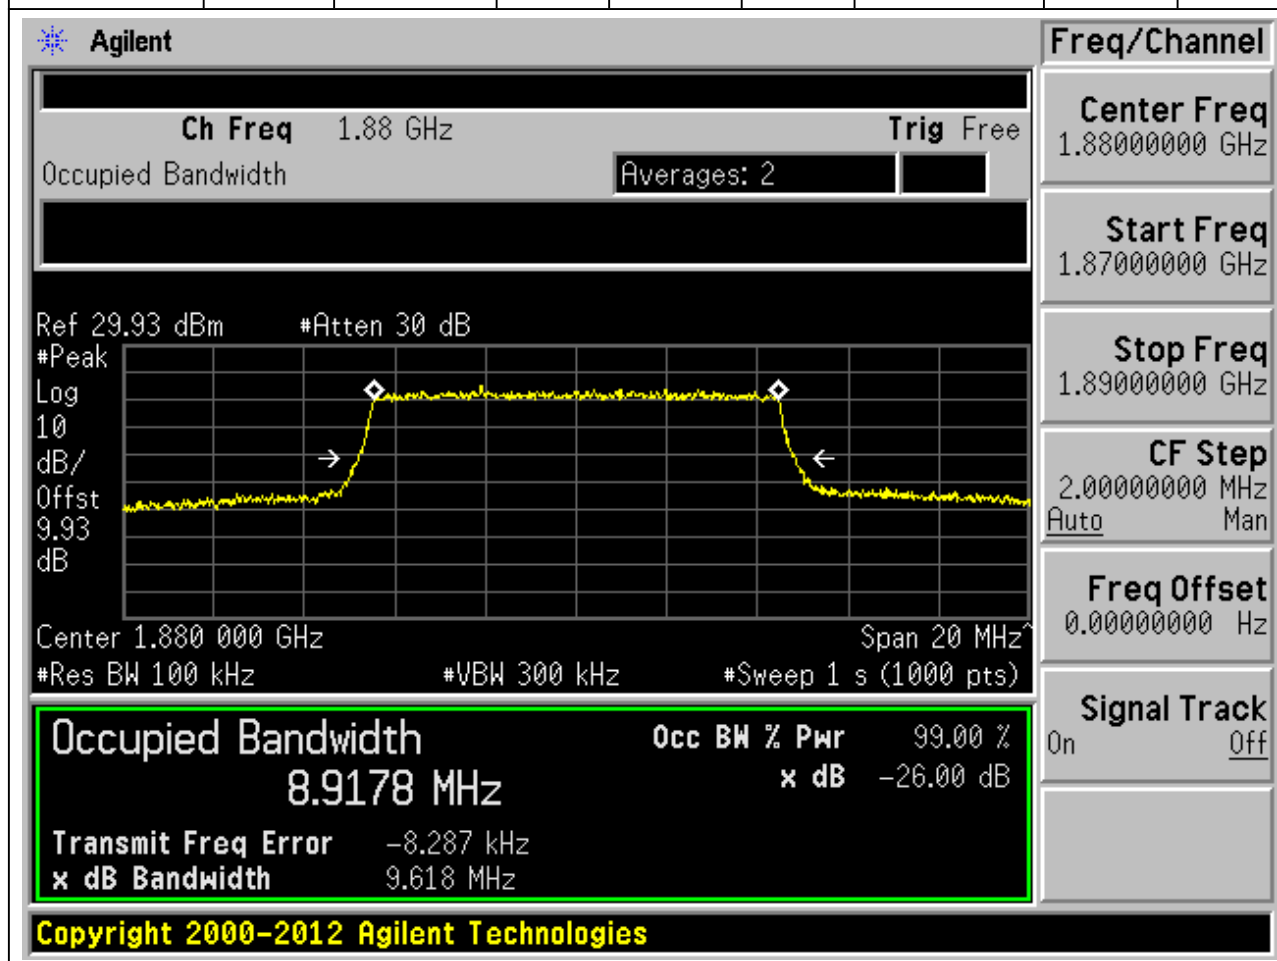 Agilent
Freq/Channel
Ch Freq 1.88 GHz Trig Free
Occupied Bandwidth Averages: 2
Center Freq
1.88000000 GHz
Start Freq
1.87000000 GHz
Stop Freq
1.89000000 GHz
CF Step
2.00000000 MHz
Auto Man
Freq Offset
0.00000000 Hz
Signal Track
On Off
Ref 29.93 dBm #Atten 30 dB
#Peak
Log
10
dB/
Offst
9.93
dB
Center 1.880 000 GHz Span 20 MHz^
#Res BW 100 kHz #VBW 300 kHz #Sweep 1 s (1000 pts)
Occupied Bandwidth Occ BW % Pwr 99.00 %
8.9178 MHz x dB -26.00 dB
Transmit Freq Error -8.287 kHz
x dB Bandwidth 9.618 MHz
Copyright 2000-2012 Agilent Technologies